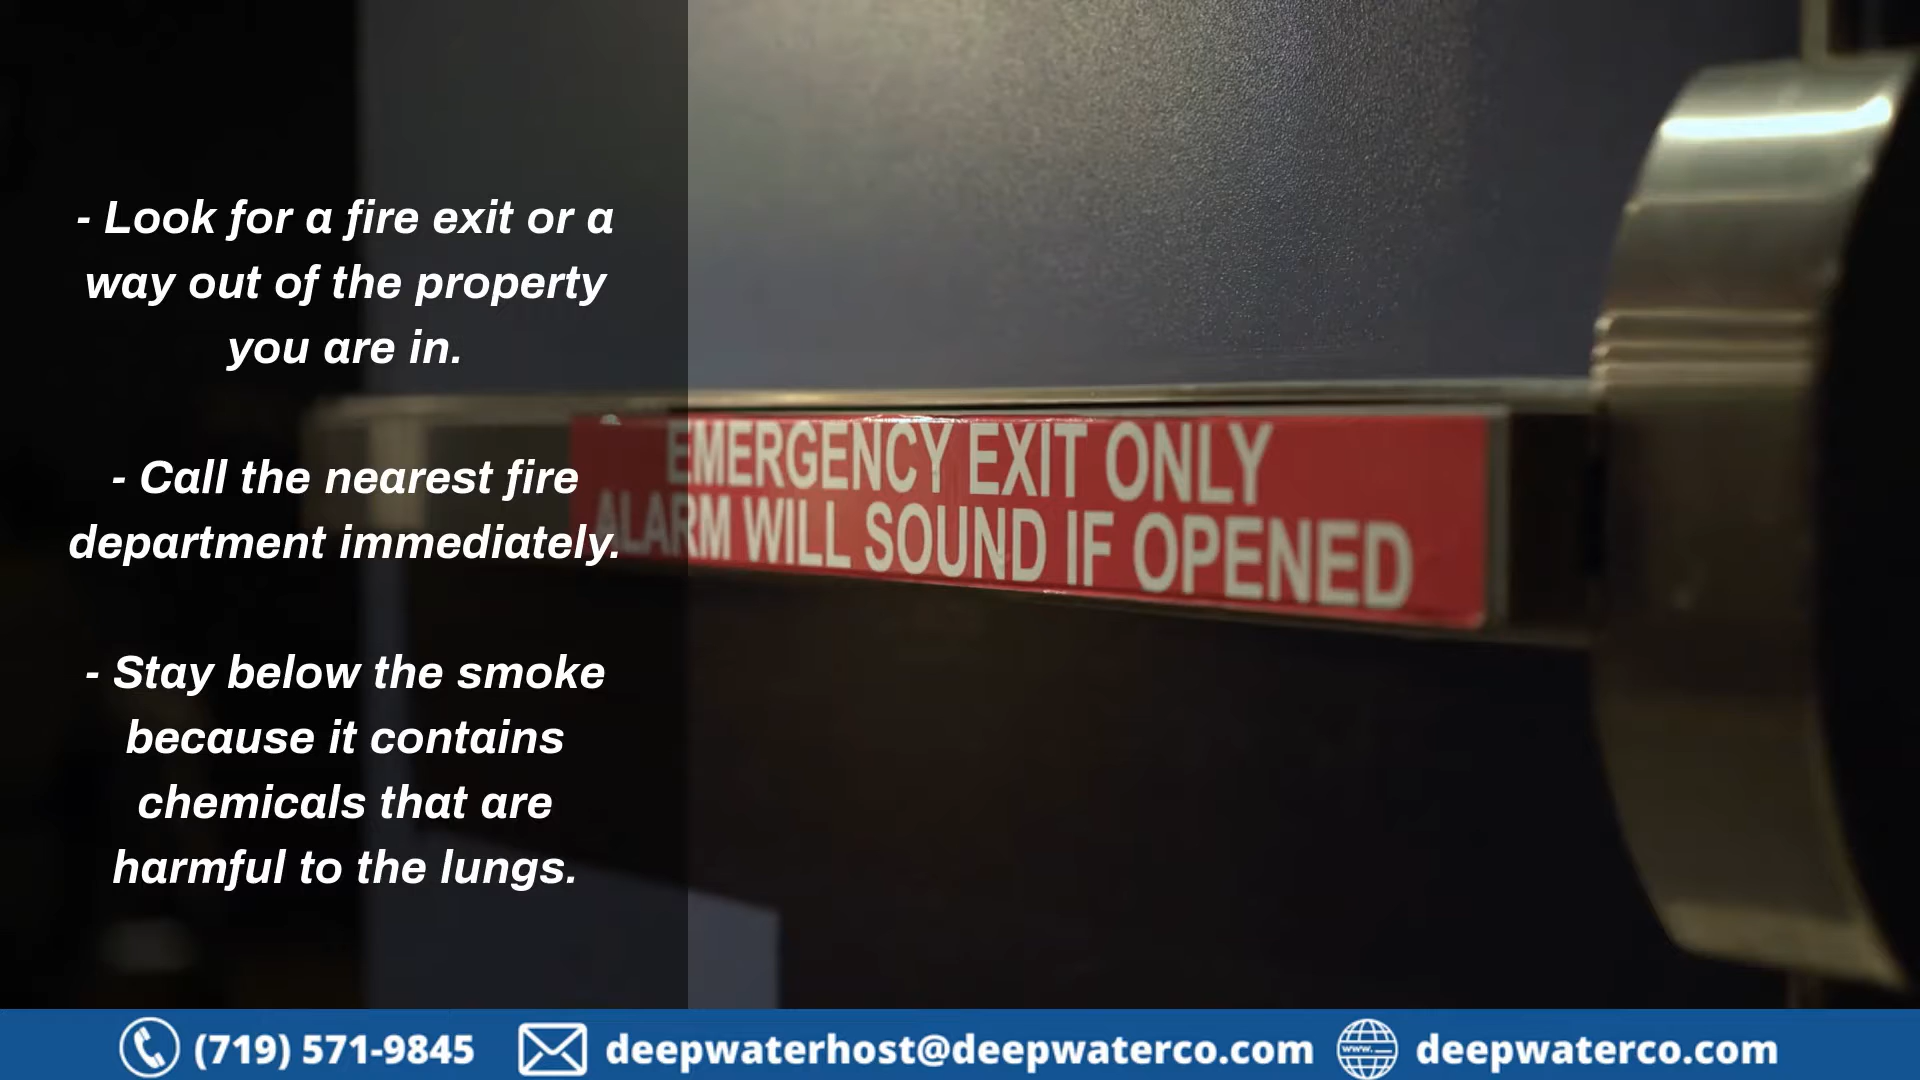 - Look for a fire exit or a
way out of the property
you are in.
- Call the nearest fire
department immediately.
- Stay below the smoke
because it contains
chemicals that are
harmful to the lungs.
EMERGENCY EXIT ONLY
ALARM WILL SOUND IF OPENED
(719) 571-9845
deepwaterhost@deepwaterco.com
www.
deepwaterco.com